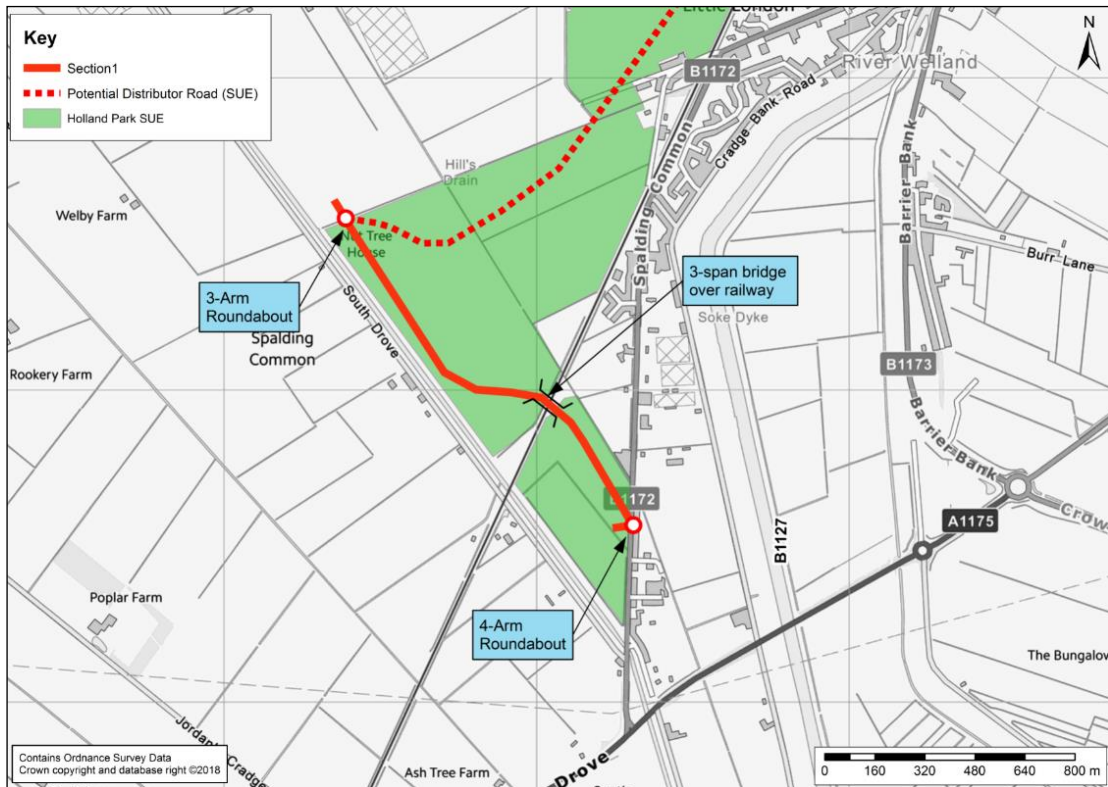 Key
Section1
Potential Distributor Road (SUE)
Holland Park SUE
Little London
N
B1172
River Welland
Cradge Bank Road
Spalding Common
Barrier Bank
Hill's
Drain
Welby Farm
Nut Tree
House
3-Arm
Roundabout
3-span bridge
over railway
Burr Lane
South Drove
Soke Dyke
Spalding
Common
Rookery Farm
B1173
Barrier Bank
B1172
A1175
Crow
B1127
Poplar Farm
4-Arm
Roundabout
The Bungalow
Ash Tree Farm
Drove
Contains Ordnance Survey Data
Crown copyright and database right ©2018
0 160 320 480 640 800 m